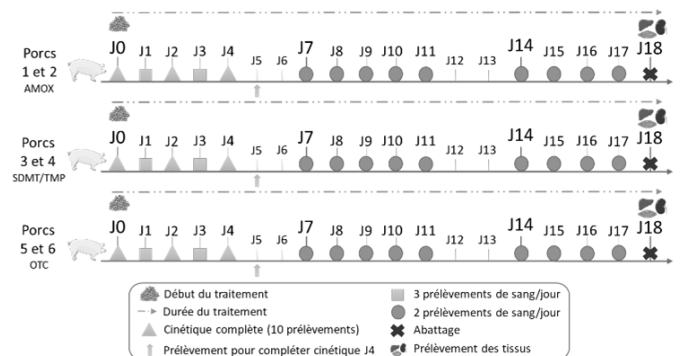 Porcs
1 et 2
AMOX
J0 J1 J2 J3 J4 J5 J6 J7 J8 J9 J10 J11 J12 J13 J14 J15 J16 J17 J18
Porcs
3 et 4
SDMT/TMP
J0 J1 J2 J3 J4 J5 J6 J7 J8 J9 J10 J11 J12 J13 J14 J15 J16 J17 J18
Porcs
5 et 6
OTC
J0 J1 J2 J3 J4 J5 J6 J7 J8 J9 J10 J11 J12 J13 J14 J15 J16 J17 J18
Début du traitement
Durée du traitement
Cinétique complète (10 prélèvements)
Prélèvement pour compléter cinétique J4
3 prélèvements de sang/jour
2 prélèvements de sang/jour
Abattage
Prélèvement des tissus